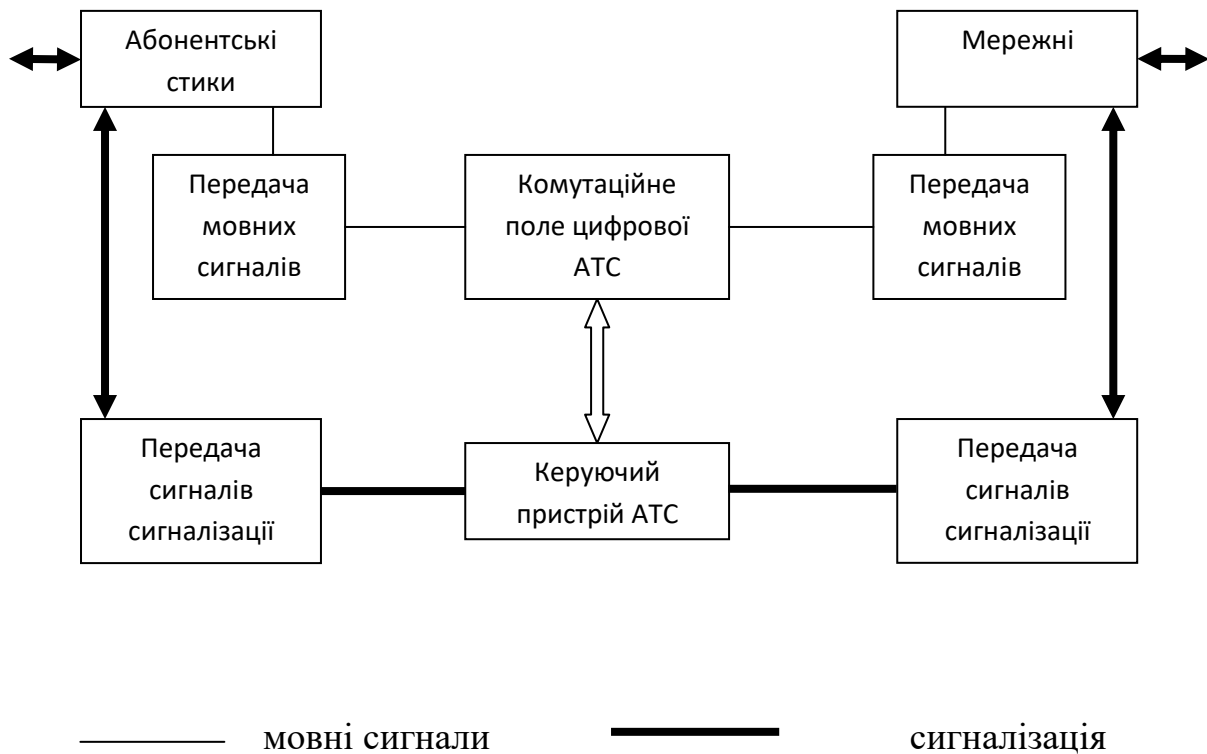 Абонентські
стики
Мережні
Передача
мовних
сигналів
Комутаційне
поле цифрової
АТС
Передача
мовних
сигналів
Передача
сигналів
сигналізації
Керуючий
пристрій АТС
Передача
сигналів
сигналізації
мовні сигнали
сигналізація